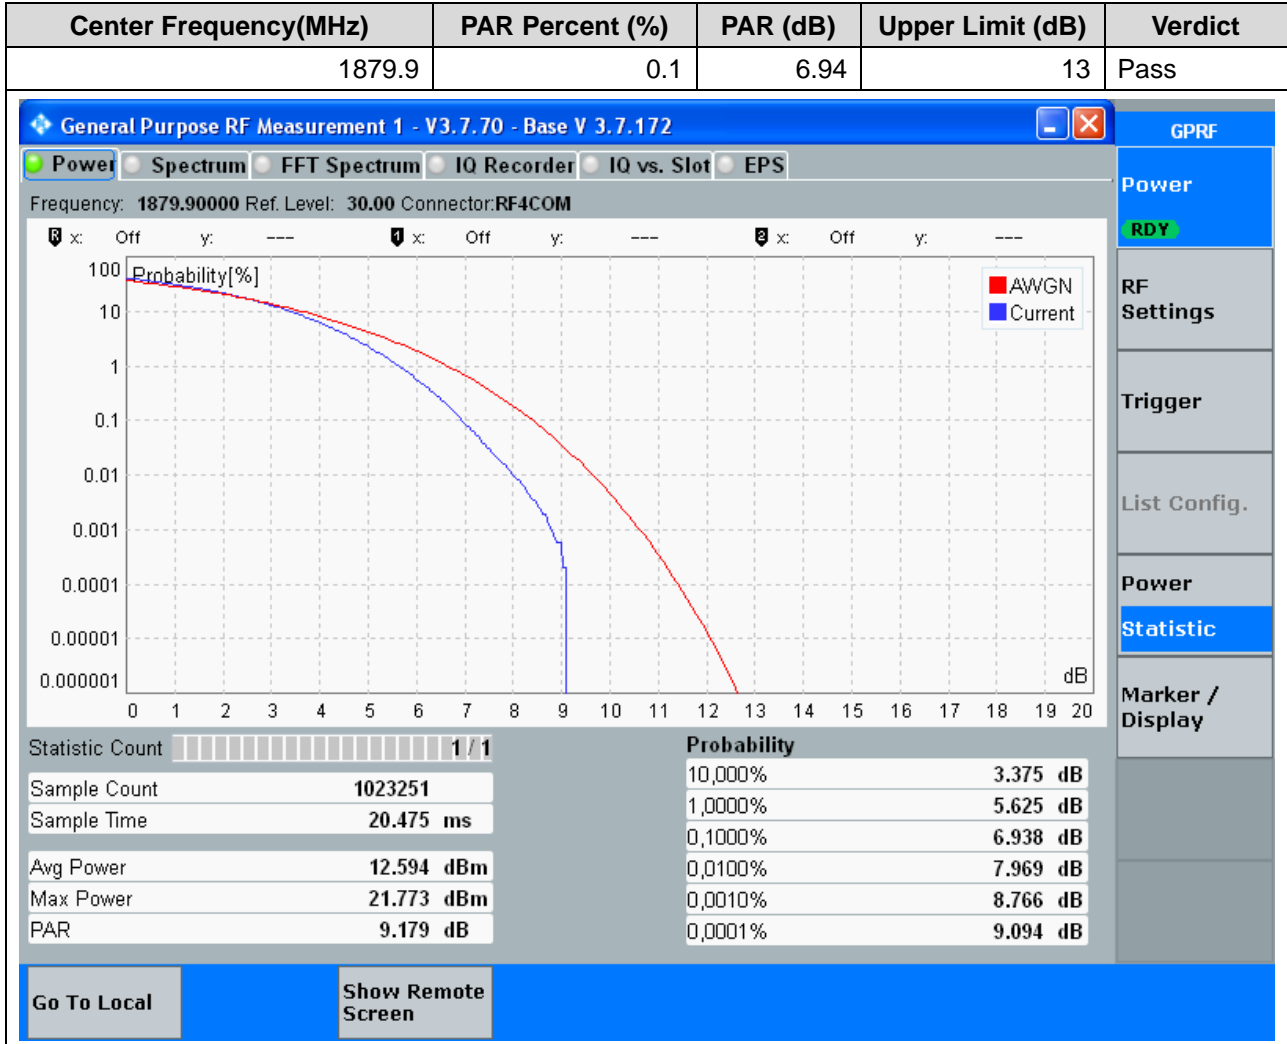 Center Frequency(MHz) PAR Percent (%) PAR (dB) Upper Limit (dB) Verdict
1879.9 0.1 6.94 13 Pass
General Purpose RF Measurement 1 - V3.7.70 - Base V 3.7.172
GPRF
Power Spectrum FFT Spectrum IQ Recorder IQ vs. Slot EPS
Power
RDY
Frequency: 1879.90000 Ref. Level: 30.00 Connector:RF4COM
R x: Off y: --- 1 x: Off y: --- 2 x: Off y: ---
100 Probability[%]
AWGN
Current
10
1
0.1
0.01
0.001
0.0001
0.00001
0.000001
dB
0 1 2 3 4 5 6 7 8 9 10 11 12 13 14 15 16 17 18 19 20
RF
Settings
Trigger
List Config.
Power
Statistic
Marker /
Display
Statistic Count 1 / 1
Sample Count 1023251
Sample Time 20.475 ms
Avg Power 12.594 dBm
Max Power 21.773 dBm
PAR 9.179 dB
Probability
10,000% 3.375 dB
1,0000% 5.625 dB
0,1000% 6.938 dB
0,0100% 7.969 dB
0,0010% 8.766 dB
0,0001% 9.094 dB
Go To Local
Show Remote
Screen